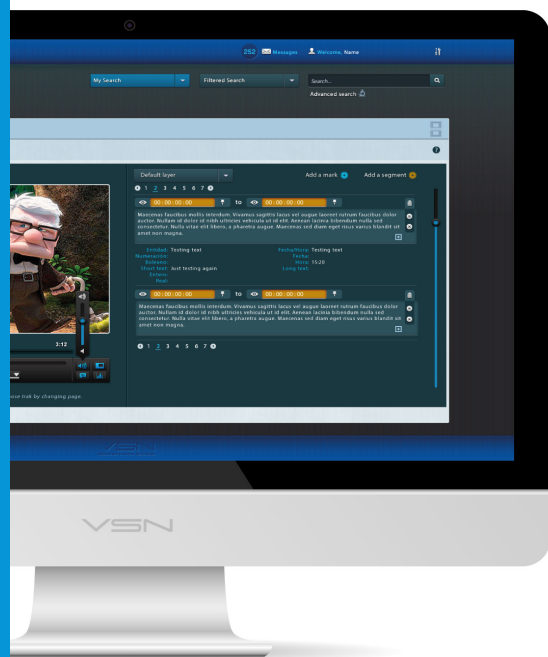 252 Messages Welcome, Name
My Search Filtered Search Search...
Advanced search
Default layer Add a mark Add a segment
1 2 3 4 5 6 7
00:00:00:00 to 00:00:00:00
Maecenas faucibus mollis interdum. Vivamus sagittis lacus vel augue laoreet rutrum faucibus dolor
auctor. Nullam id dolor id nibh ultricies vehicula ut id elit. Aenean lacinia bibendum nulla sed
consectetur. Nulla vitae elit libero, a pharetra augue. Maecenas sed diam eget risus varius blandit sit
amet non magna.
Entidad: Testing text Fecha/Hora: Testing text
Numeración: Fecha:
Boleano: Hora: 15:20
Short text: Just testing again Long text:
Entero:
Real:
00:00:00:00 to 00:00:00:00
Maecenas faucibus mollis interdum. Vivamus sagittis lacus vel augue laoreet rutrum faucibus dolor
auctor. Nullam id dolor id nibh ultricies vehicula ut id elit. Aenean lacinia bibendum nulla sed
consectetur. Nulla vitae elit libero, a pharetra augue. Maecenas sed diam eget risus varius blandit sit
amet non magna.
3:12
1 2 3 4 5 6 7
by changing page.
VSN
VSN